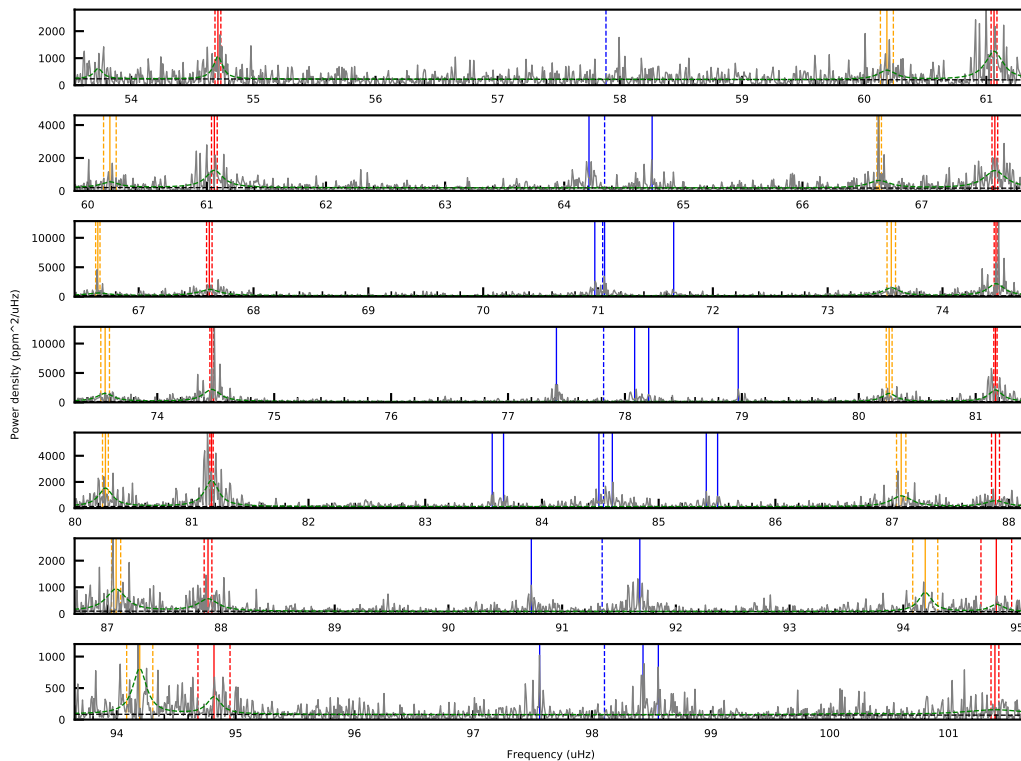 2000
1000
0
54 55 56 57 58 59 60 61
4000
2000
0
60 61 62 63 64 65 66 67
10000
5000
0
67 68 69 70 71 72 73 74
Power density (ppm^2/uHz)
10000
5000
0
74 75 76 77 78 79 80 81
4000
2000
0
80 81 82 83 84 85 86 87 88
2000
1000
0
87 88 89 90 91 92 93 94 95
1000
500
0
94 95 96 97 98 99 100 101
Frequency (uHz)